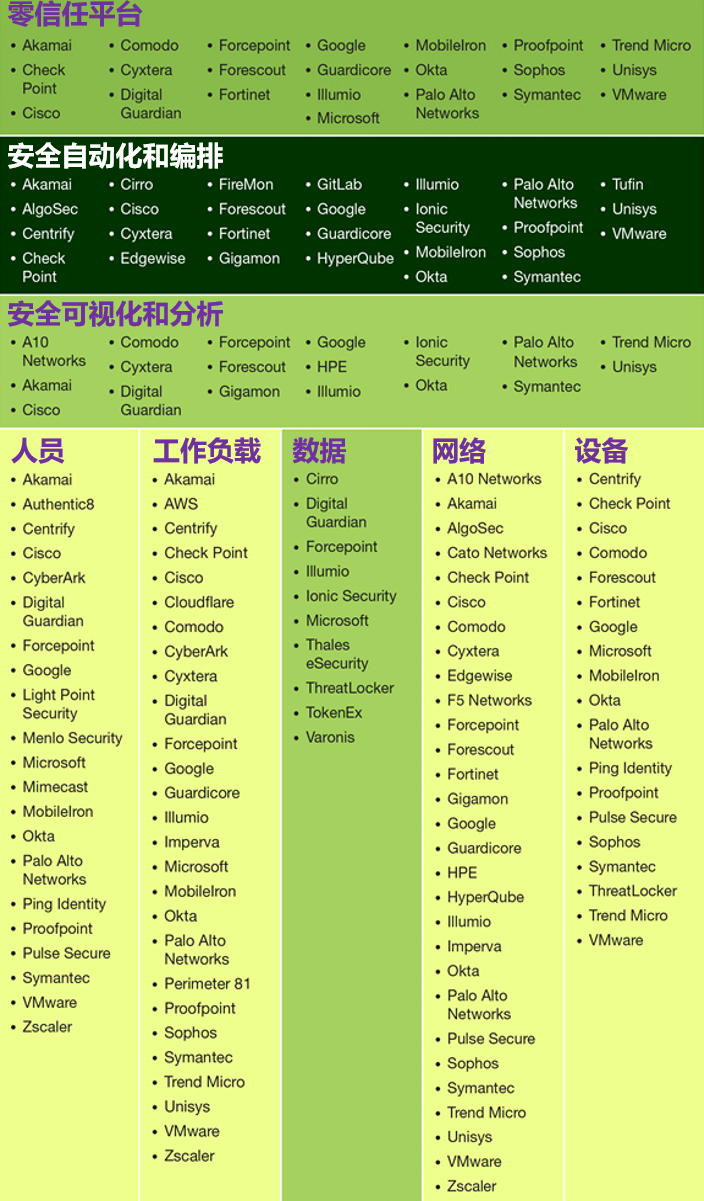 零信任平台
• Akamai
• Check
Point
• Cisco
• Comodo
• Cyxtera
• Digital
Guardian
• Forcepoint
• Forescout
• Fortinet
• Google
• Guardicore
• Illumio
• Microsoft
• MobileIron
• Okta
• Palo Alto
Networks
• Proofpoint
• Sophos
• Symantec
• Trend Micro
• Unisys
• VMware
安全自动化和编排
• Akamai
• AlgoSec
• Centrify
• Check
Point
• Cirro
• Cisco
• Cyxtera
• Edgewise
• FireMon
• Forescout
• Fortinet
• Gigamon
• GitLab
• Google
• Guardicore
• HyperQube
• Illumio
• Ionic
Security
• MobileIron
• Okta
• Palo Alto
Networks
• Proofpoint
• Sophos
• Symantec
• Tufin
• Unisys
• VMware
安全可视化和分析
• A10
Networks
• Akamai
• Cisco
• Comodo
• Cyxtera
• Digital
Guardian
• Forcepoint
• Forescout
• Gigamon
• Google
• HPE
• Illumio
• Ionic
Security
• Okta
• Palo Alto
Networks
• Symantec
• Trend Micro
• Unisys
人员
• Akamai
• Authentic8
• Centrify
• Cisco
• CyberArk
• Digital
Guardian
• Forcepoint
• Google
• Light Point
Security
• Menlo Security
• Microsoft
• Mimecast
• MobileIron
• Okta
• Palo Alto
Networks
• Ping Identity
• Proofpoint
• Pulse Secure
• Symantec
• VMware
• Zscaler
工作负载
• Akamai
• AWS
• Centrify
• Check Point
• Cisco
• Cloudflare
• Comodo
• CyberArk
• Cyxtera
• Digital
Guardian
• Forcepoint
• Google
• Guardicore
• Illumio
• Imperva
• Microsoft
• MobileIron
• Okta
• Palo Alto
Networks
• Perimeter 81
• Proofpoint
• Sophos
• Symantec
• Trend Micro
• Unisys
• VMware
• Zscaler
数据
• Cirro
• Digital
Guardian
• Forcepoint
• Illumio
• Ionic Security
• Microsoft
• Thales
eSecurity
• ThreatLocker
• TokenEx
• Varonis
网络
• A10 Networks
• Akamai
• AlgoSec
• Cato Networks
• Check Point
• Cisco
• Comodo
• Cyxtera
• Edgewise
• F5 Networks
• Forcepoint
• Forescout
• Fortinet
• Gigamon
• Google
• Guardicore
• HPE
• HyperQube
• Illumio
• Imperva
• Okta
• Palo Alto
Networks
• Pulse Secure
• Sophos
• Symantec
• Trend Micro
• Unisys
• VMware
• Zscaler
设备
• Centrify
• Check Point
• Cisco
• Comodo
• Forescout
• Fortinet
• Google
• Microsoft
• MobileIron
• Okta
• Palo Alto
Networks
• Ping Identity
• Proofpoint
• Pulse Secure
• Sophos
• Symantec
• ThreatLocker
• Trend Micro
• VMware